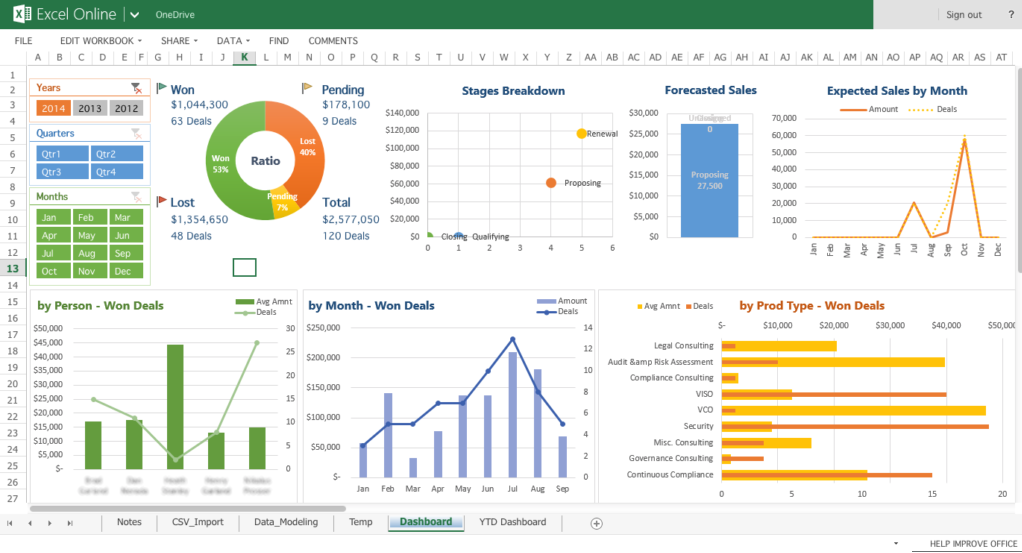 Excel Online
OneDrive
Sign out
?
FILE EDIT WORKBOOK SHARE DATA FIND COMMENTS
A B C D E F G H I J K L M N O P Q R S T U V W X Y Z AA AB AC AD AE AF AG AH AI AJ AK AL AM AN AO AP AQ AR AS AT
1
2
3
4
5
6
7
8
9
10
11
12
13
14
15
16
17
18
19
20
21
22
23
24
25
26
27
Years
2014 2013 2012
Quarters
Qtr1 Qtr2
Qtr3 Qtr4
Months
Jan Feb Mar
Apr May Jun
Jul Aug Sep
Oct Nov Dec
Won
$1,044,300
63 Deals
Pending
$178,100
9 Deals
Lost
$1,354,650
48 Deals
Total
$2,577,050
120 Deals
Ratio
Won
53%
Lost
40%
Pending
7%
Stages Breakdown
$140,000
$120,000
$100,000
$80,000
$60,000
$40,000
$20,000
$0
0 1 2 3 4 5 6
Renewal
Proposing
Closing Qualifying
Forecasted Sales
$30,000
$25,000
$20,000
$15,000
$10,000
$5,000
$0
0
Proposing
27,500
Expected Sales by Month
Amount Deals
70,000
60,000
50,000
40,000
30,000
20,000
10,000
0
Jan Feb Mar Apr May Jun Jul Aug Sep Oct Nov Dec
by Person - Won Deals
Avg Amnt
Deals
$50,000
$45,000
$40,000
$35,000
$30,000
$25,000
$20,000
$15,000
$10,000
$5,000
$-
30
25
20
15
10
5
0
by Month - Won Deals
Amount
Deals
$250,000
$200,000
$150,000
$100,000
$50,000
$-
14
12
10
8
6
4
2
0
Jan Feb Mar Apr May Jun Jul Aug Sep
Avg Amnt Deals
by Prod Type - Won Deals
$- $10,000 $20,000 $30,000 $40,000 $50,000
Legal Consulting
Audit &amp Risk Assessment
Compliance Consulting
VISO
VCO
Security
Misc. Consulting
Governance Consulting
Continuous Compliance
0 5 10 15 20
Notes CSV_Import Data_Modeling Temp Dashboard YTD Dashboard
HELP IMPROVE OFFICE